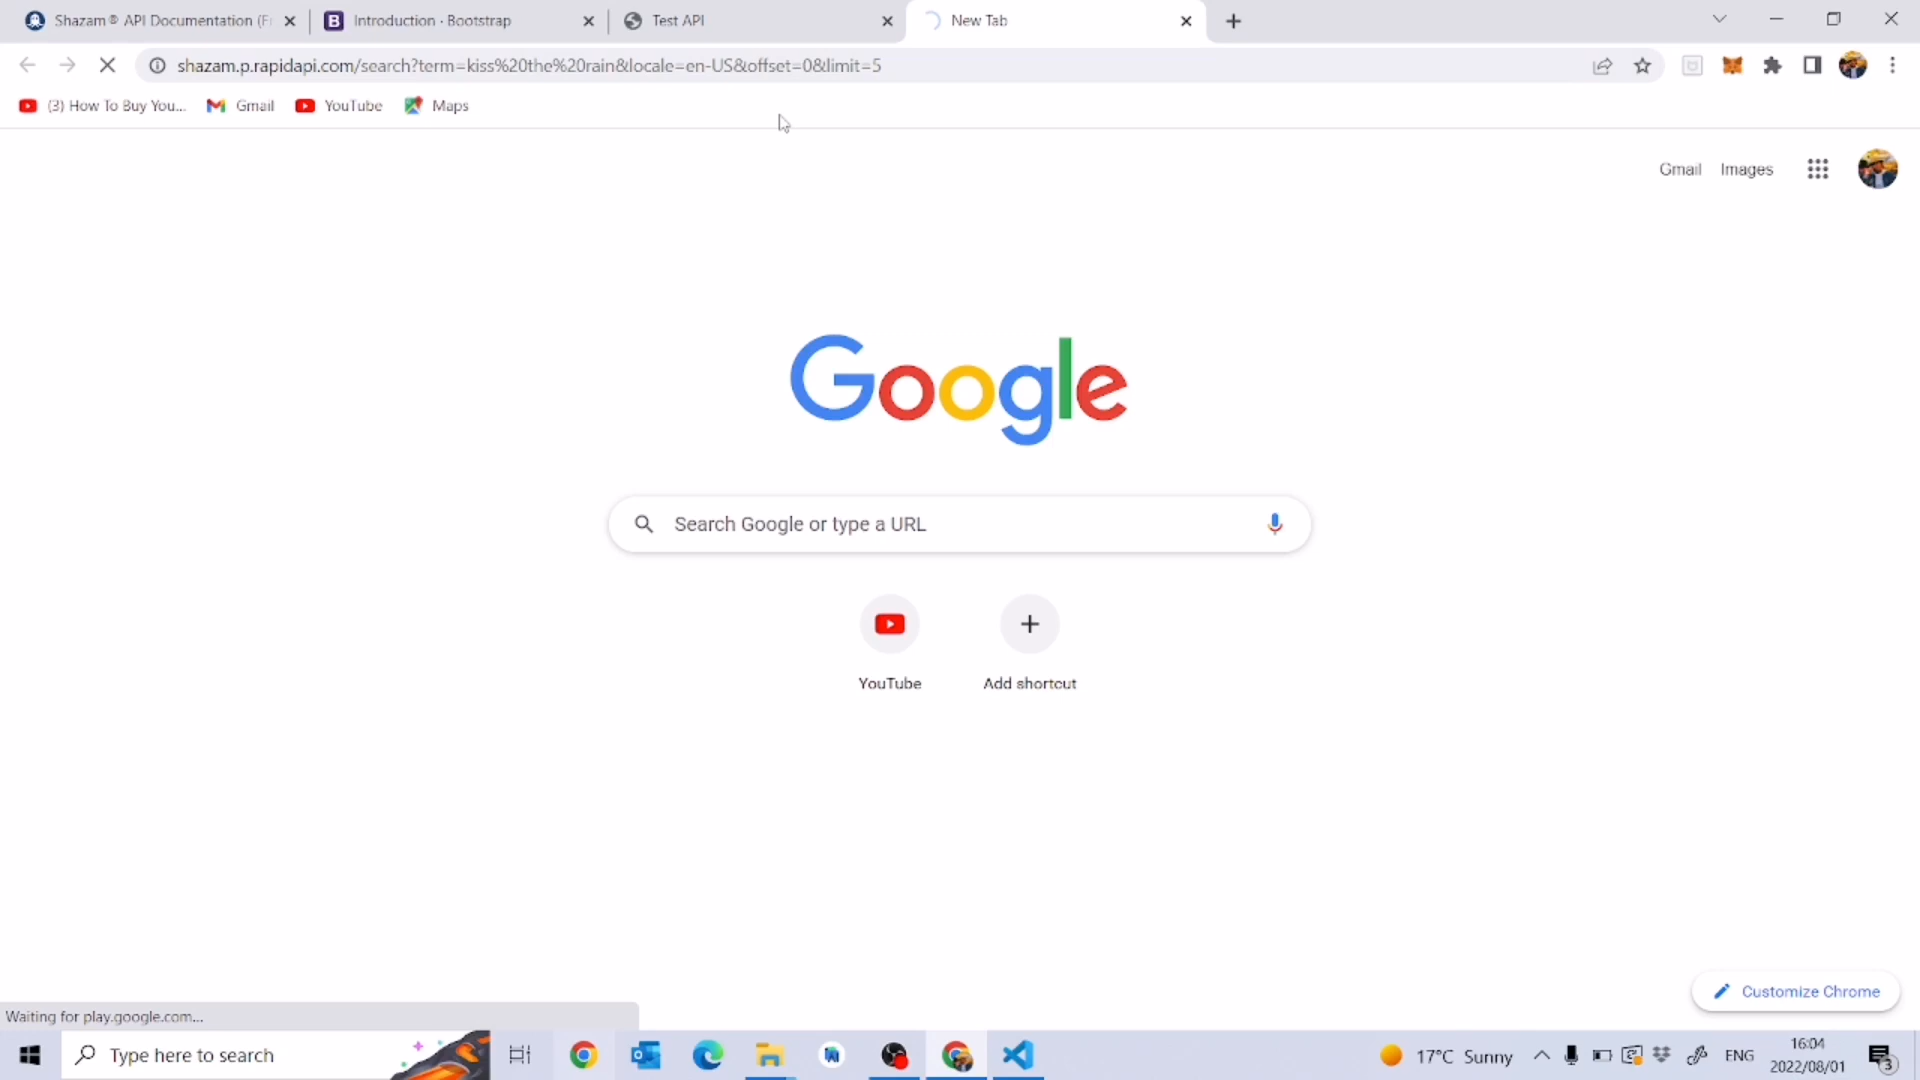 Shazam® API Documentation (Fr
Introduction · Bootstrap
Test API
New Tab
shazam.p.rapidapi.com/search?term=kiss%20the%20rain&locale=en-US&offset=0&limit=5
(3) How To Buy You...
Gmail
YouTube
Maps
Gmail
Images
Google
Search Google or type a URL
YouTube
Add shortcut
Customize Chrome
Waiting for play.google.com...
Type here to search
17°C Sunny
ENG
16:04
2022/08/01
3